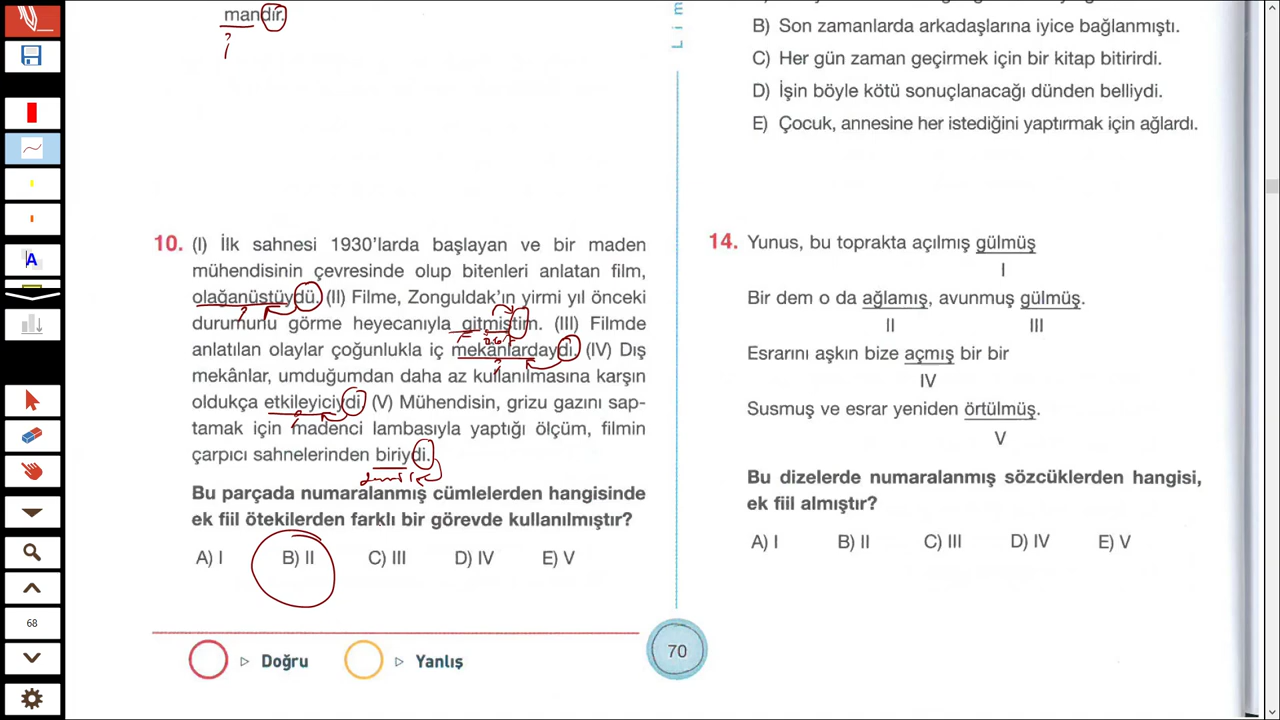 mandır.
10. (I) İlk sahnesi 1930'larda başlayan ve bir maden
mühendisinin çevresinde olup bitenleri anlatan film,
olağanüstüydü. (II) Filme, Zonguldak'ın yirmi yıl önceki
durumunu görme heyecanıyla gitmiştim. (III) Filmde
anlatılan olaylar çoğunlukla iç mekânlardaydı. (IV) Dış
mekânlar, umduğumdan daha az kullanılmasına karşın
oldukça etkileyiciydi. (V) Mühendisin, grizu gazını sap-
tamak için madenci lambasıyla yaptığı ölçüm, filmin
çarpıcı sahnelerinden biriydi.
Bu parçada numaralanmış cümlelerden hangisinde
ek fiil ötekilerden farklı bir görevde kullanılmıştır?
A) I B) II C) III D) IV E) V
Doğru Yanlış
Lim
B) Son zamanlarda arkadaşlarına iyice bağlanmıştı.
C) Her gün zaman geçirmek için bir kitap bitirirdi.
D) İşin böyle kötü sonuçlanacağı dünden belliydi.
E) Çocuk, annesine her istediğini yaptırmak için ağlardı.
14. Yunus, bu toprakta açılmış gülmüş
I
Bir dem o da ağlamış, avunmuş gülmüş.
II III
Esrarını aşkın bize açmış bir bir
IV
Susmuş ve esrar yeniden örtülmüş.
V
Bu dizelerde numaralanmış sözcüklerden hangisi,
ek fiil almıştır?
A) I B) II C) III D) IV E) V
70
A
68